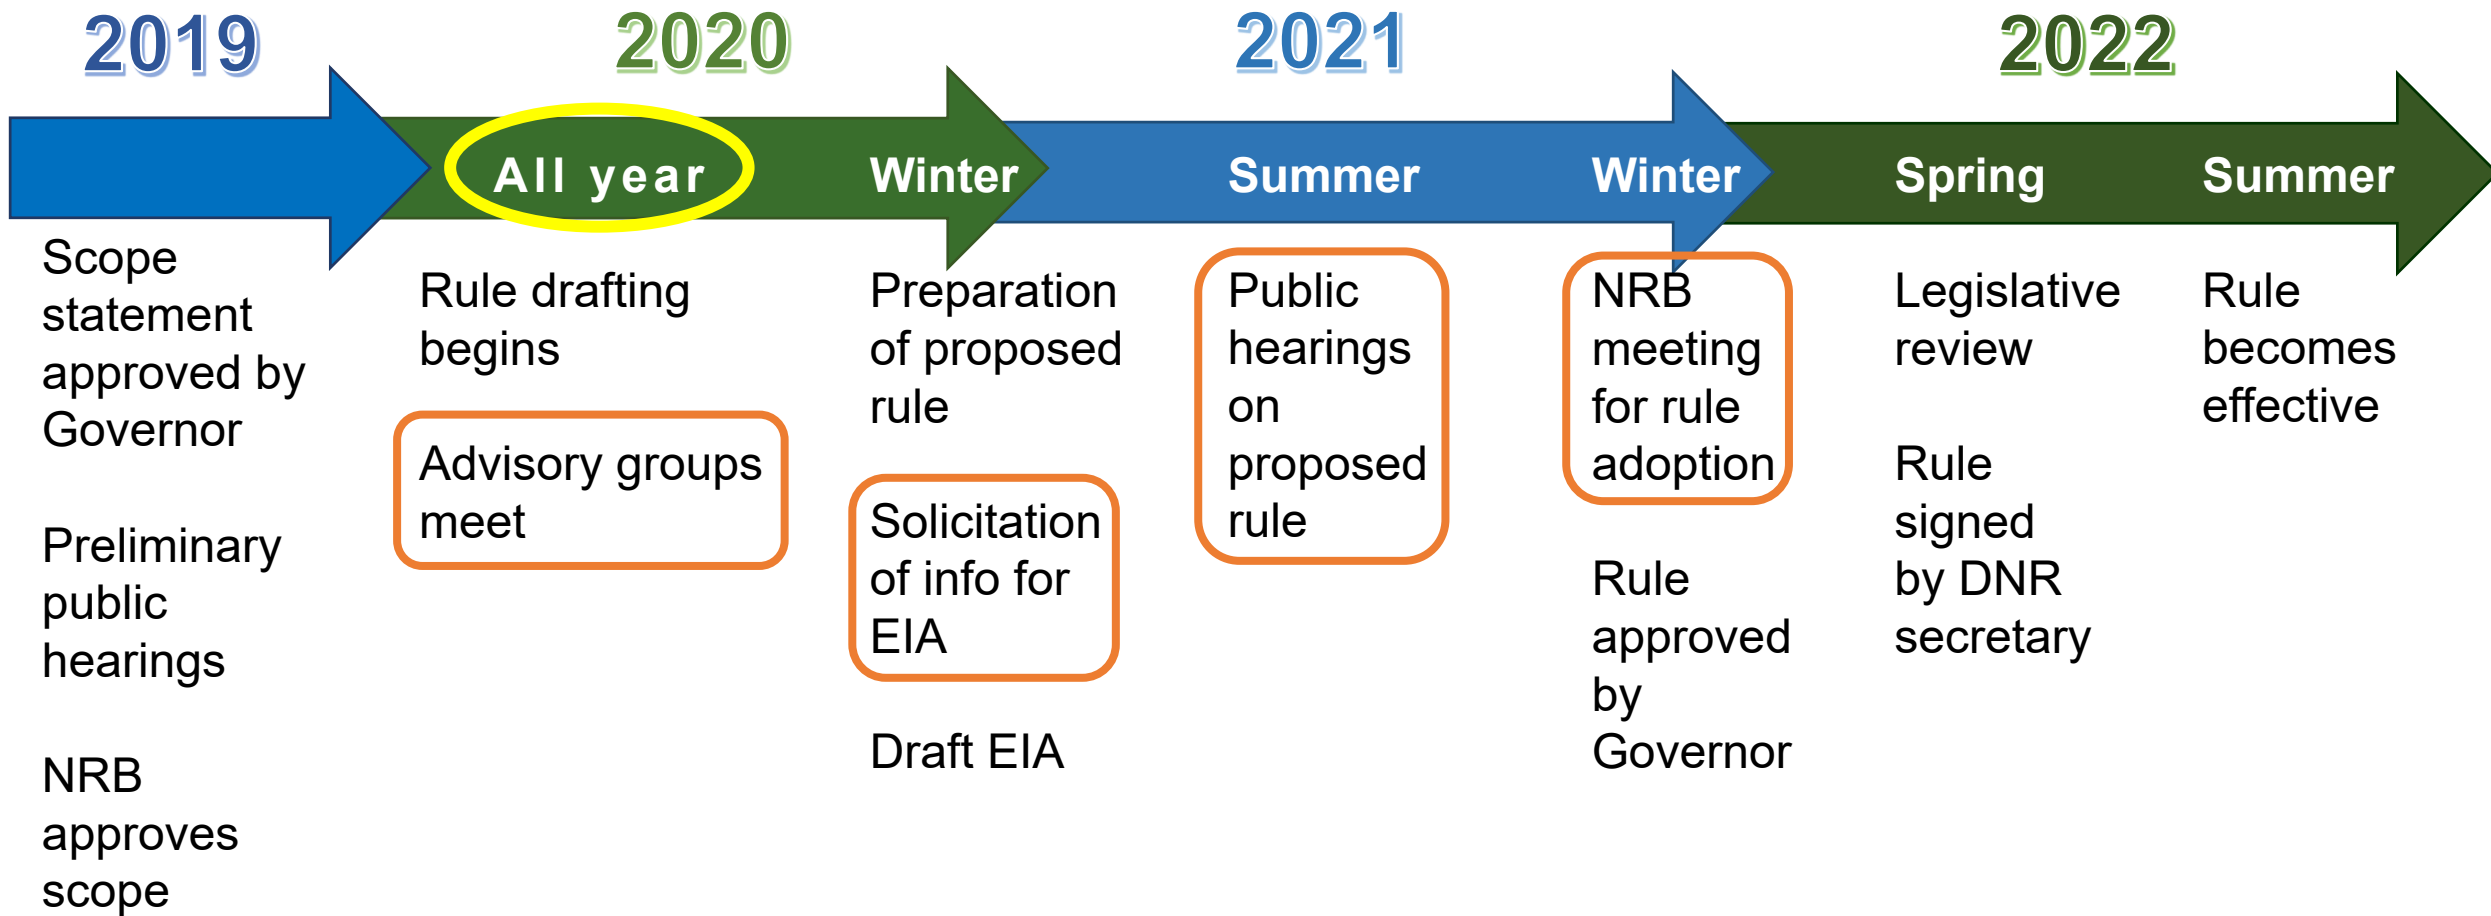 2019
2020
2021
2022
All year
Winter
Summer
Winter
Spring
Summer
Scope
statement
approved by
Governor
Preliminary
public
hearings
NRB
approves
scope
Rule drafting
begins
Advisory groups
meet
Preparation
of proposed
rule
Solicitation
of info for
EIA
Draft EIA
Public
hearings
on
proposed
rule
NRB
meeting
for rule
adoption
Rule
approved
by
Governor
Legislative
review
Rule
signed
by DNR
secretary
Rule
becomes
effective